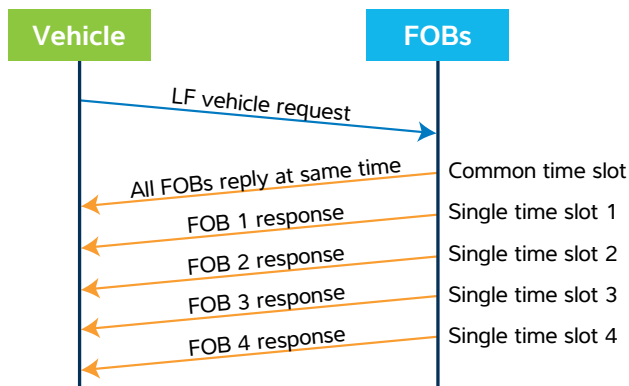 Vehicle
FOBs
LF vehicle request
All FOBs reply at same time
Common time slot
FOB 1 response
Single time slot 1
FOB 2 response
Single time slot 2
FOB 3 response
Single time slot 3
FOB 4 response
Single time slot 4